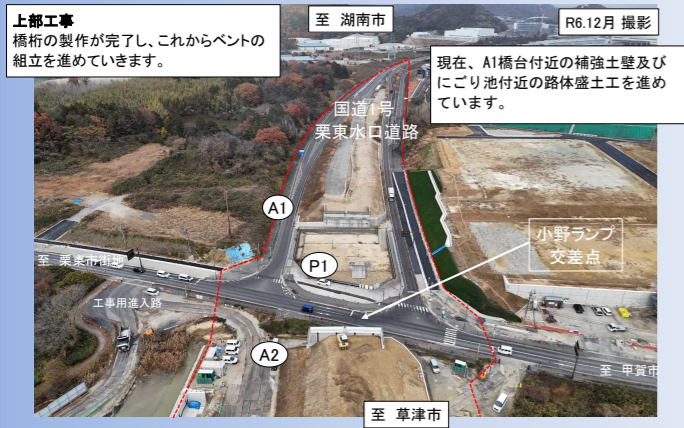 上部工事
橋桁の製作が完了し、これからベントの
組立を進めていきます。
至 湖南市
R6.12月 撮影
現在、A1橋台付近の補強土壁及び
にごり池付近の路体盛土工を進め
ています。
国道1号
栗東水口道路
A1
小野ランプ
交差点
至 栗東市街地
P1
工事用進入路
A2
至 甲賀市
至 草津市